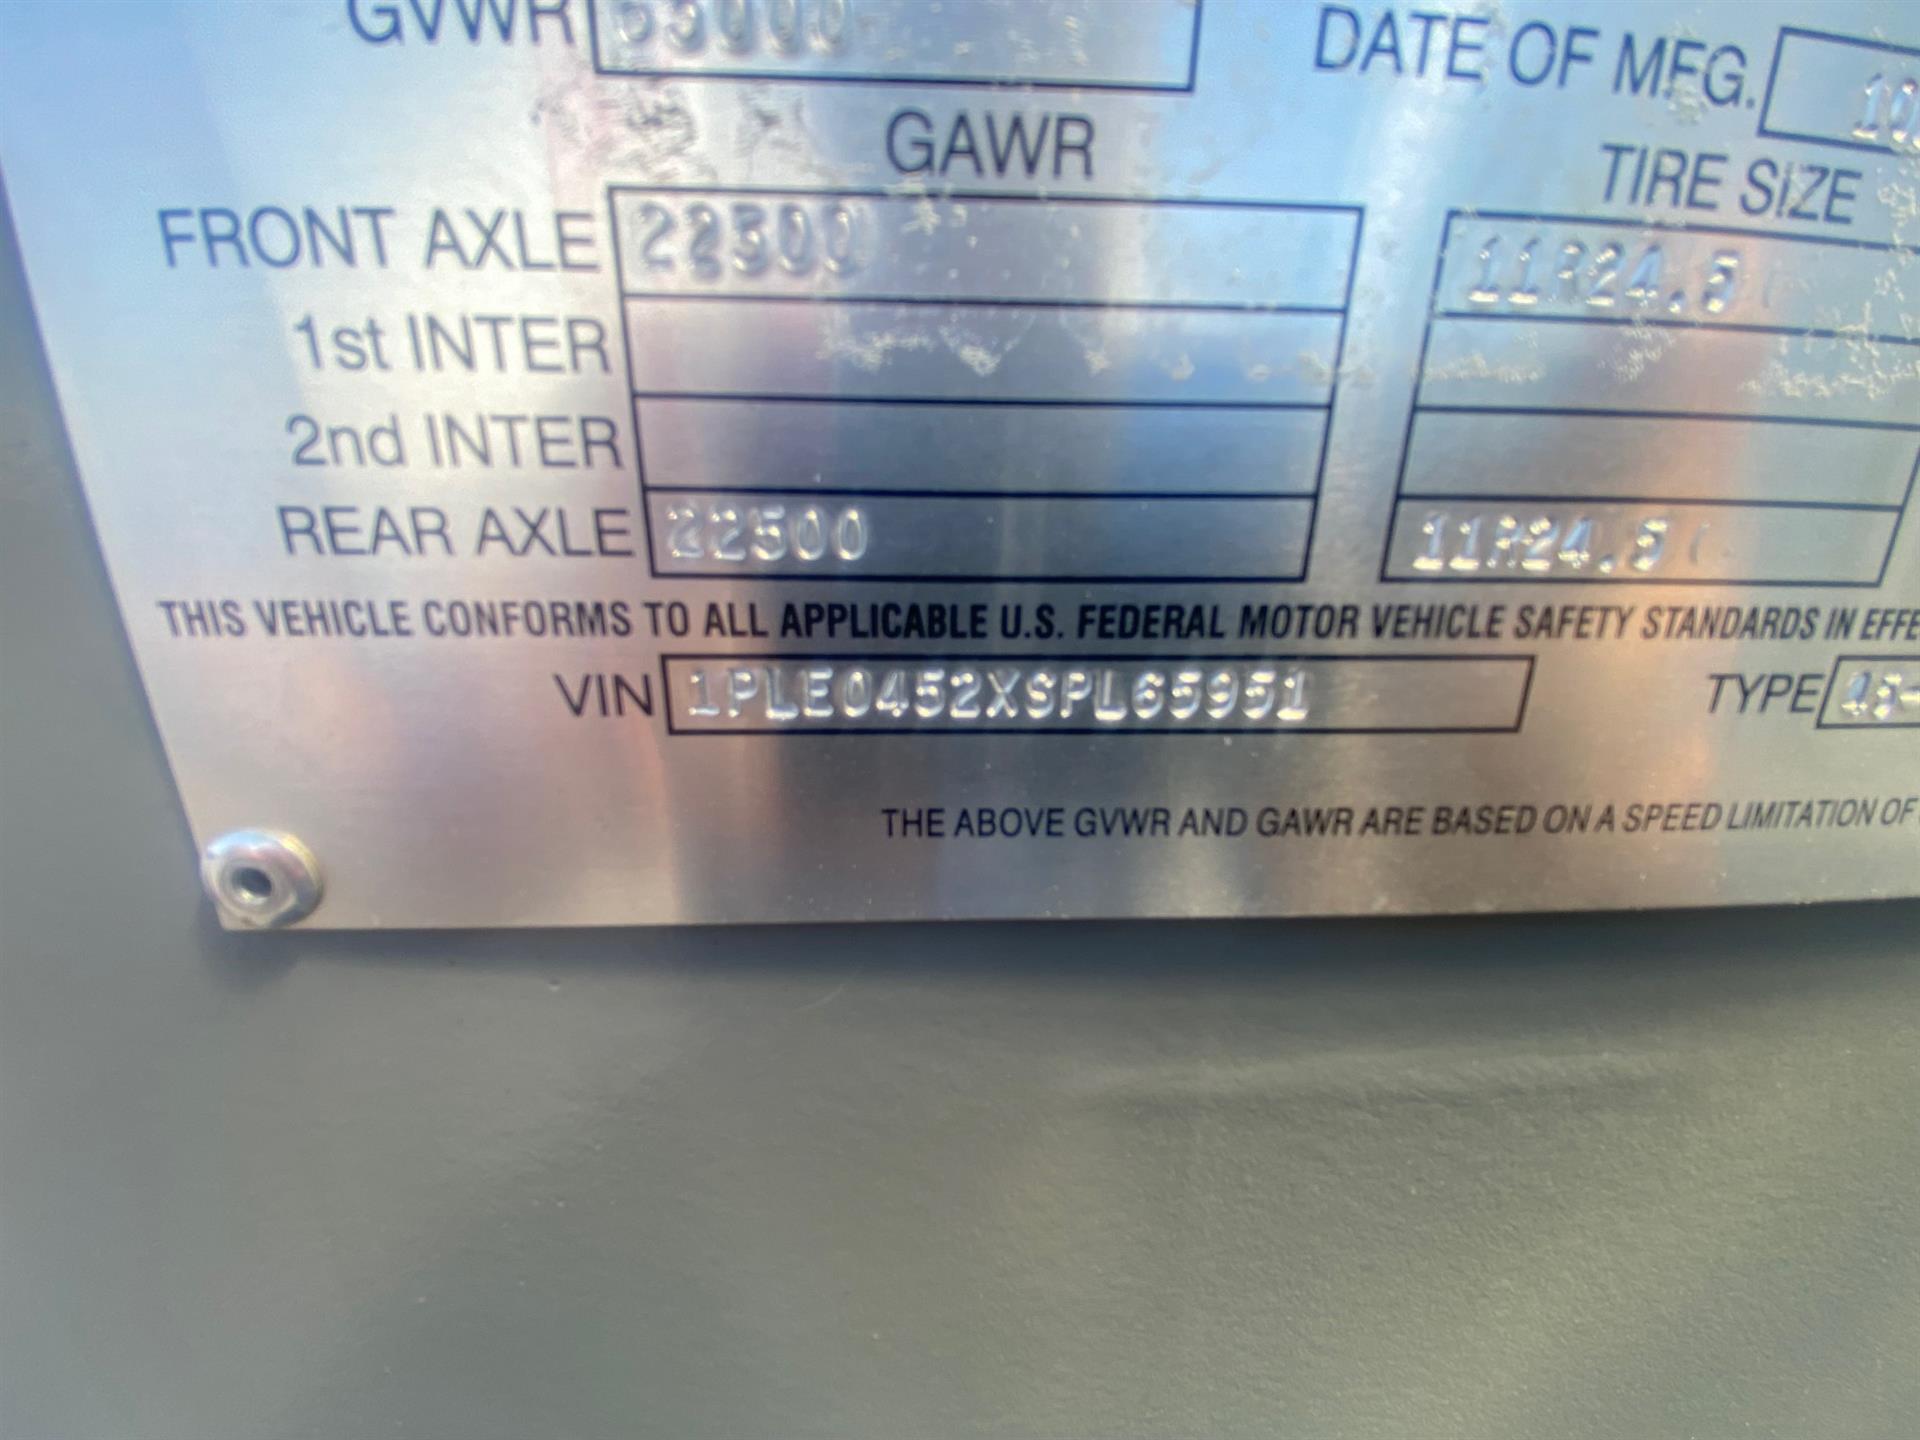 GVWR
DATE OF MFG. 10
GAWR
TIRE SIZE
FRONT AXLE 22500 11R24.5
1st INTER
2nd INTER
REAR AXLE 22500 11R24.5
THIS VEHICLE CONFORMS TO ALL APPLICABLE U.S. FEDERAL MOTOR VEHICLE SAFETY STANDARDS IN EFFE
VIN 1PLE0452XSPL65951
TYPE 45-
THE ABOVE GVWR AND GAWR ARE BASED ON A SPEED LIMITATION OF